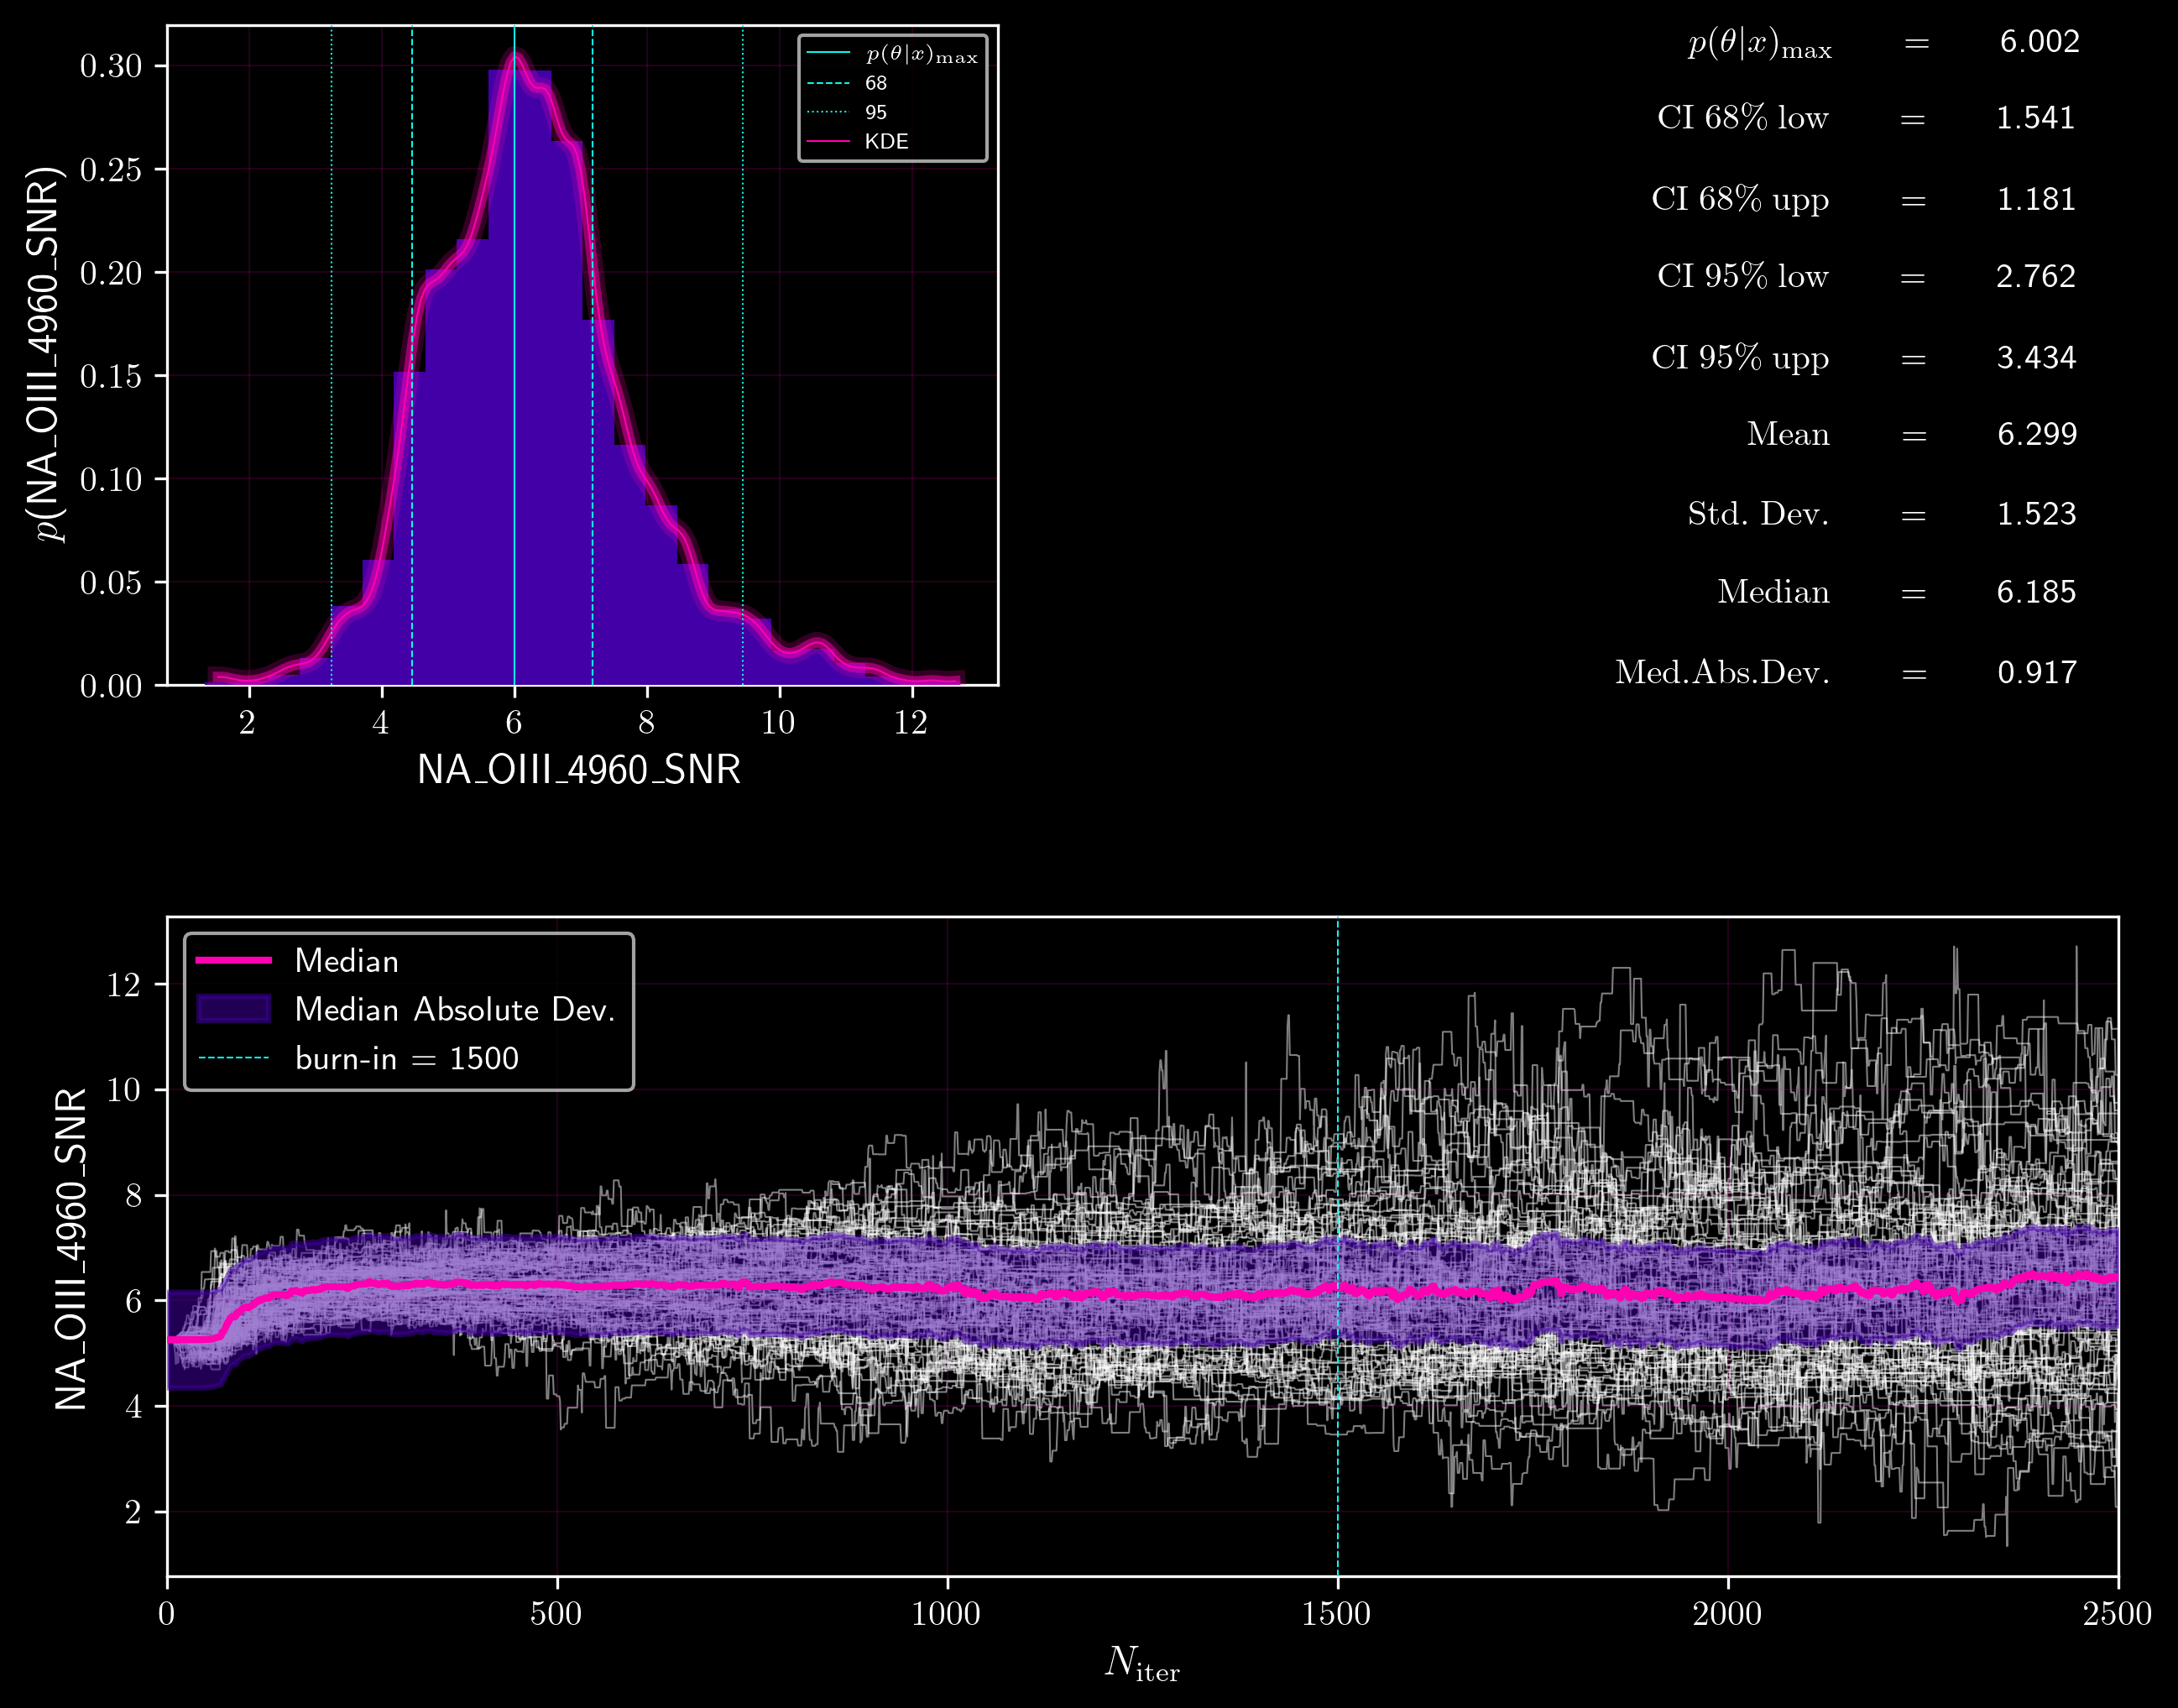 p(θ|x)max
68
95
KDE
0.30
0.25
0.20
0.15
0.10
0.05
0.00
p(NA_OIII_4960_SNR)
2 4 6 8 10 12
NA_OIII_4960_SNR
p(θ|x)max = 6.002
CI 68% low = 1.541
CI 68% upp = 1.181
CI 95% low = 2.762
CI 95% upp = 3.434
Mean = 6.299
Std. Dev. = 1.523
Median = 6.185
Med.Abs.Dev. = 0.917
Median
Median Absolute Dev.
burn-in = 1500
12
10
8
6
4
2
NA_OIII_4960_SNR
0 500 1000 1500 2000 2500
Niter